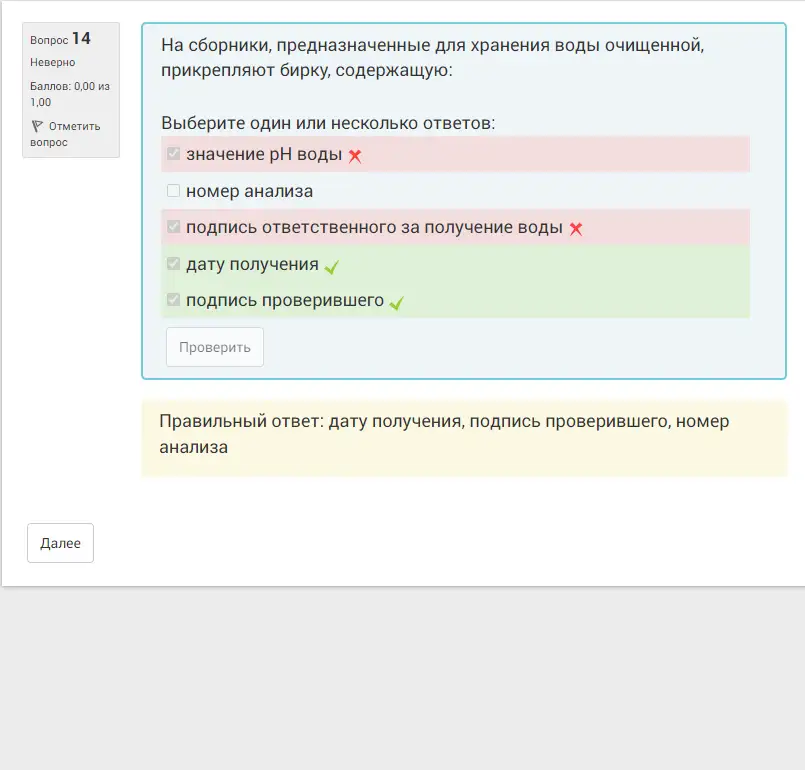 Вопрос 14
Неверно
Баллов: 0,00 из
1,00
Отметить
вопрос
На сборники, предназначенные для хранения воды очищенной,
прикрепляют бирку, содержащую:
Выберите один или несколько ответов:
значение pH воды
номер анализа
подпись ответственного за получение воды
дату получения
подпись проверившего
Проверить
Правильный ответ: дату получения, подпись проверившего, номер
анализа
Далее